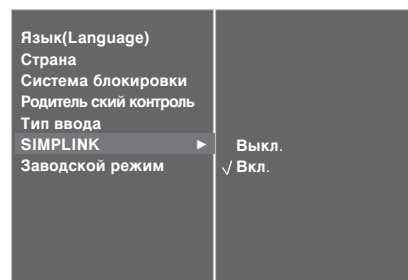 Язык(Language)
Страна
Система блокировки
Родитель ский контроль
Тип ввода
SIMPLINK ►
Выкл.
Заводской режим
√ Вкл.